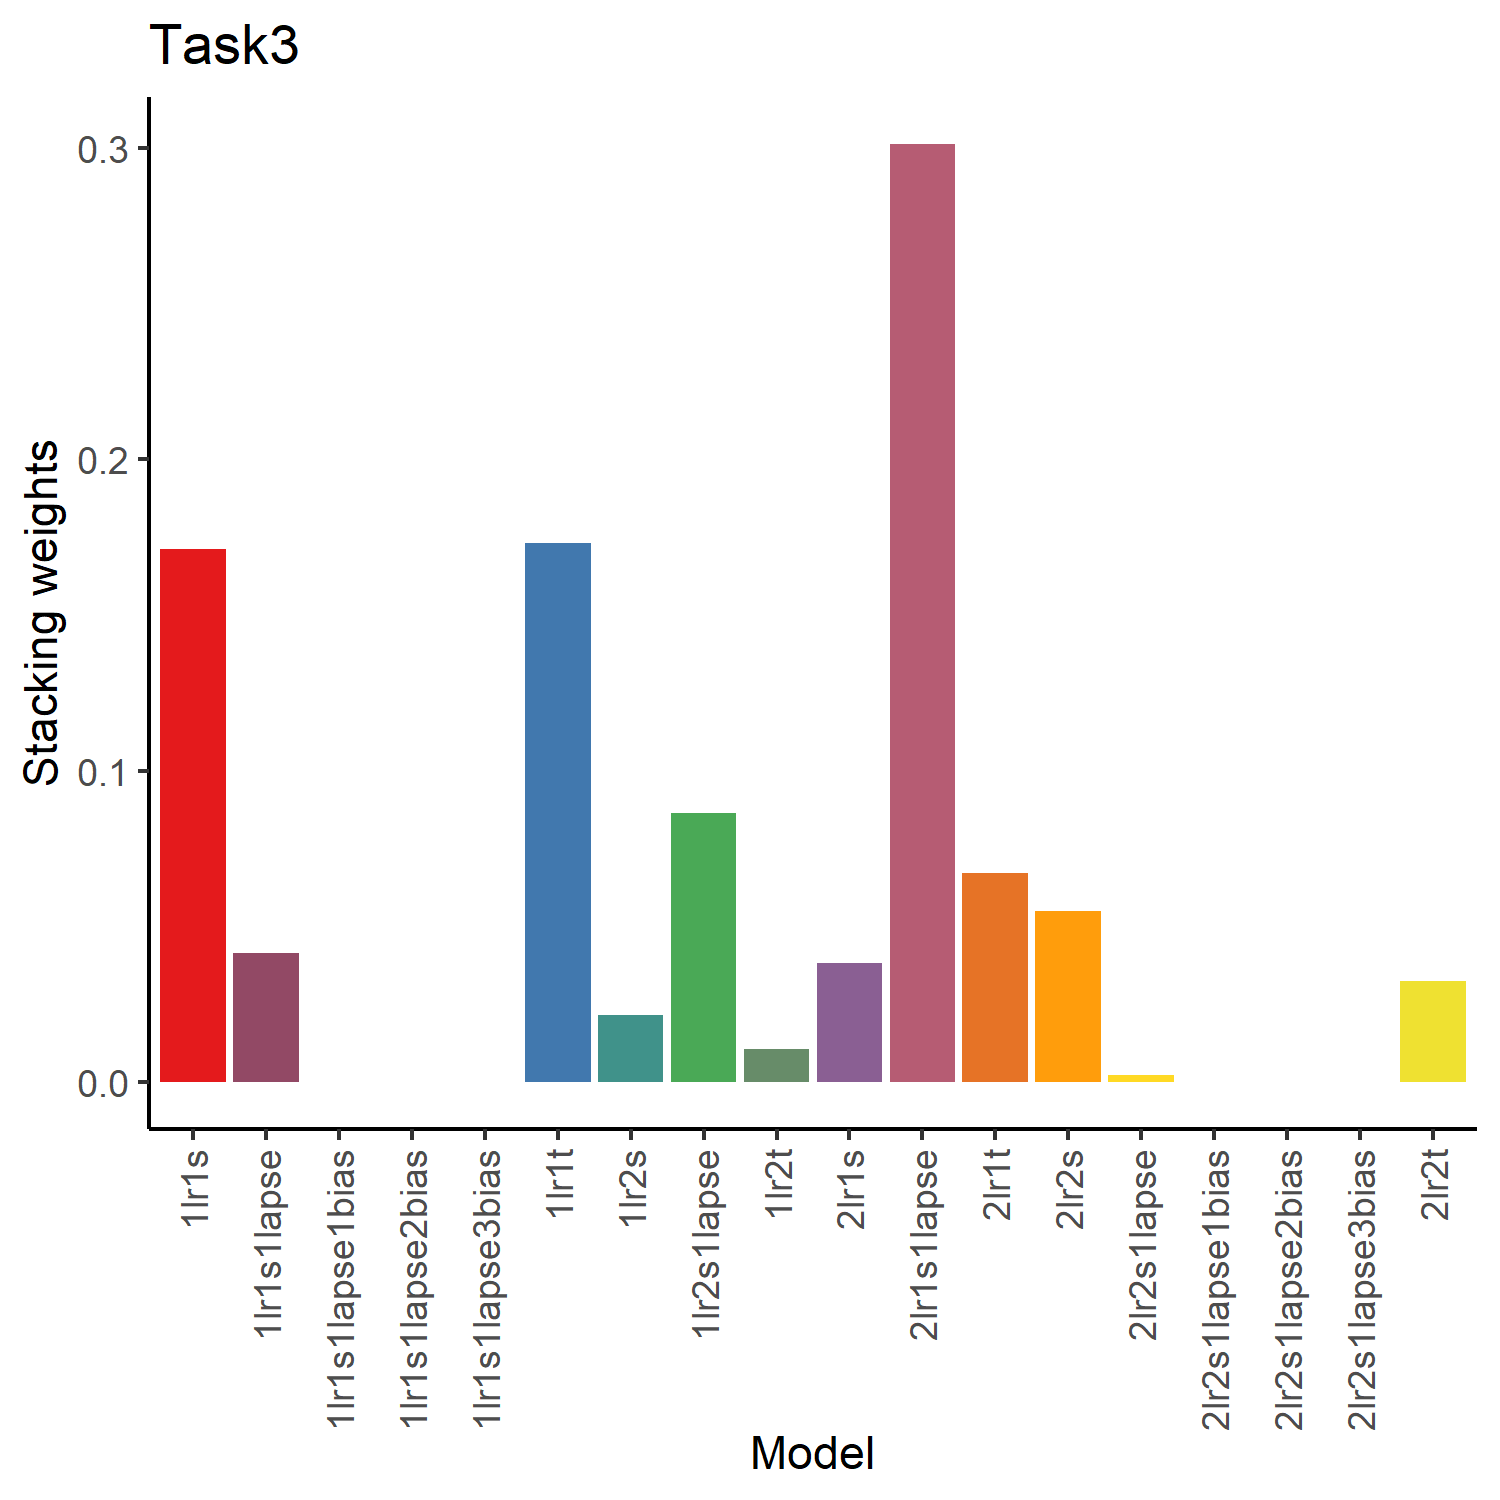 Task3
Stacking weights
0.3
0.2
0.1
0.0
1lr1s
1lr1s1lapse
1lr1s1lapse1bias
1lr1s1lapse2bias
1lr1s1lapse3bias
1lr1t
1lr2s
1lr2s1lapse
1lr2t
2lr1s
2lr1s1lapse
2lr1t
2lr2s
2lr2s1lapse
2lr2s1lapse1bias
2lr2s1lapse2bias
2lr2s1lapse3bias
2lr2t
Model